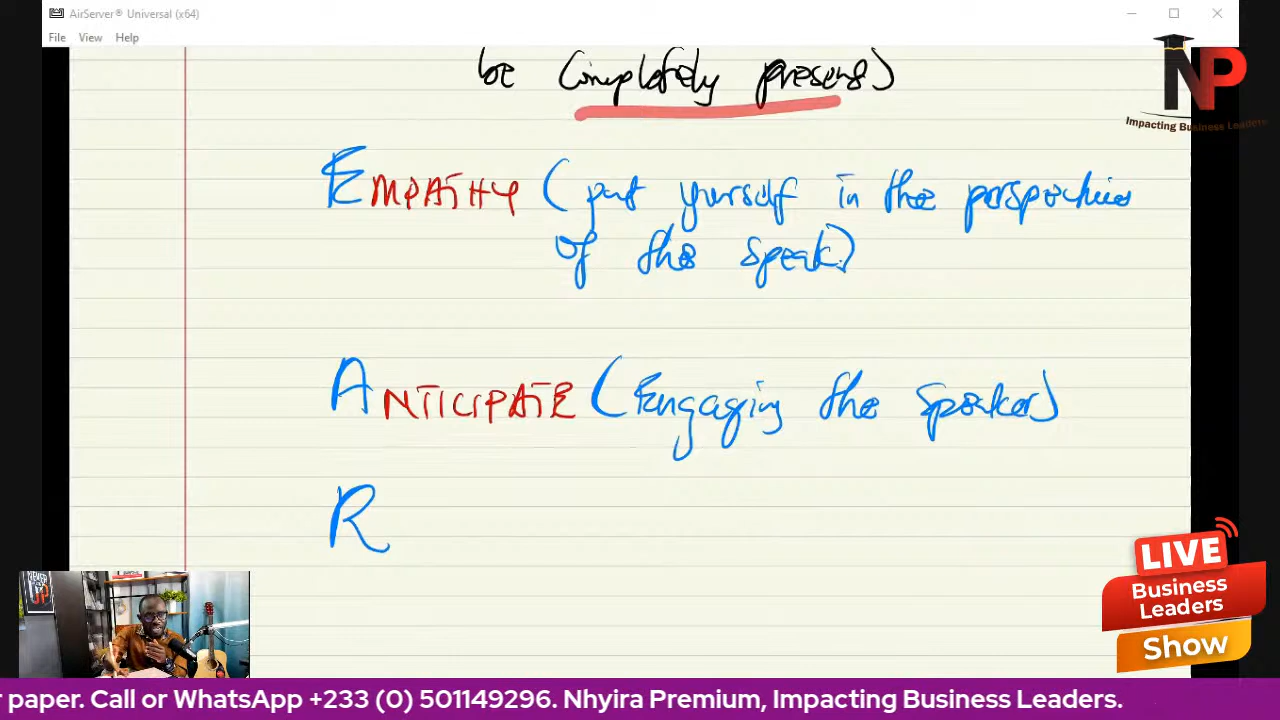 AirServer® Universal (x64)
File View Help
be (completely present)
NP
Impacting Business Leaders
EMPATHY (put yourself in the perspective
of the speak)
ANTICIPATE (Engaging the speaker)
R
LIVE
Business
Leaders
Show
r paper. Call or WhatsApp +233 (0) 501149296. Nhyira Premium, Impacting Business Leaders.